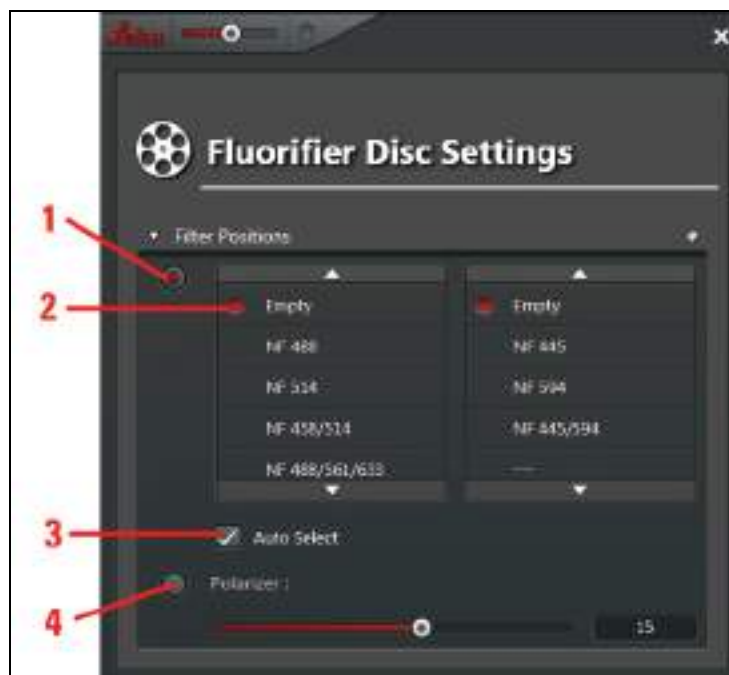 Fluorifier Disc Settings
1
Filter Positions
2
Empty Empty
NF 488 NF 445
NF 514 NF 594
NF 458/514 NF 445/594
NF 488/561/633 ---
3
Auto Select
Polarizer :
4
15